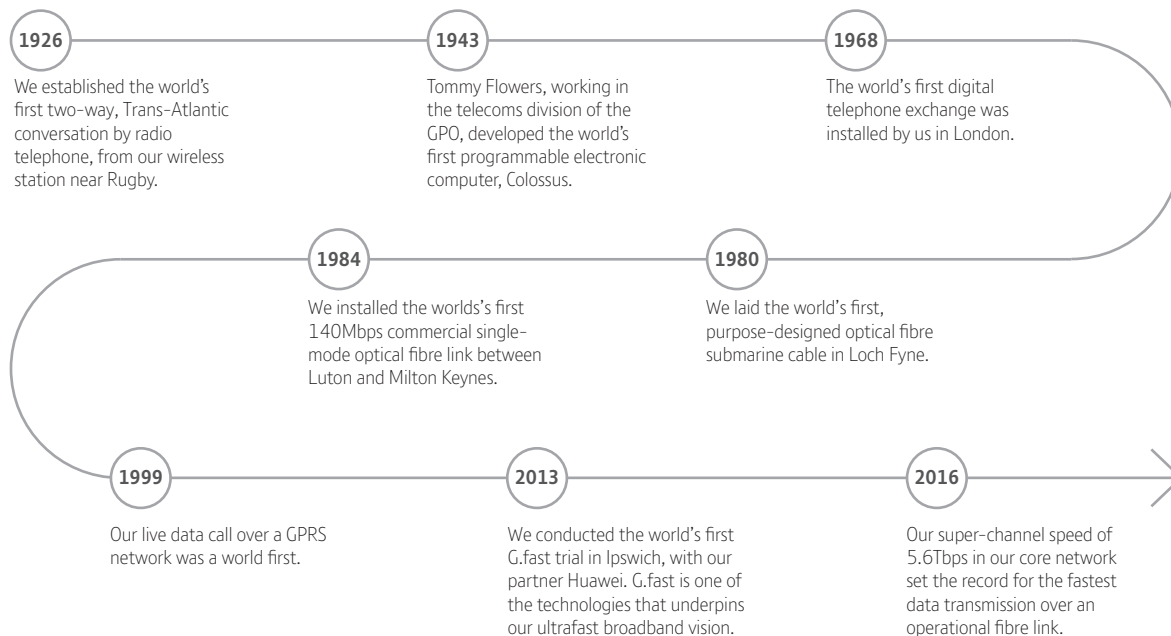 1926
We established the world's
first two-way, Trans-Atlantic
conversation by radio
telephone, from our wireless
station near Rugby.
1943
Tommy Flowers, working in
the telecoms division of the
GPO, developed the world's
first programmable electronic
computer, Colossus.
1968
The world's first digital
telephone exchange was
installed by us in London.
1980
We laid the world's first,
purpose-designed optical fibre
submarine cable in Loch Fyne.
1984
We installed the worlds's first
140Mbps commercial single-
mode optical fibre link between
Luton and Milton Keynes.
1999
Our live data call over a GPRS
network was a world first.
2013
We conducted the world's first
G.fast trial in Ipswich, with our
partner Huawei. G.fast is one of
the technologies that underpins
our ultrafast broadband vision.
2016
Our super-channel speed of
5.6Tbps in our core network
set the record for the fastest
data transmission over an
operational fibre link.